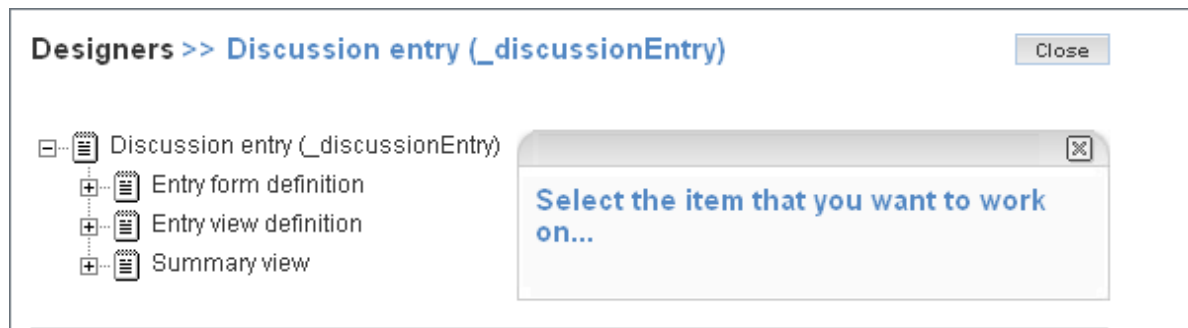 Designers >> Discussion entry (_discussionEntry)
Close
Discussion entry (_discussionEntry)
Entry form definition
Entry view definition
Summary view
Select the item that you want to work
on...